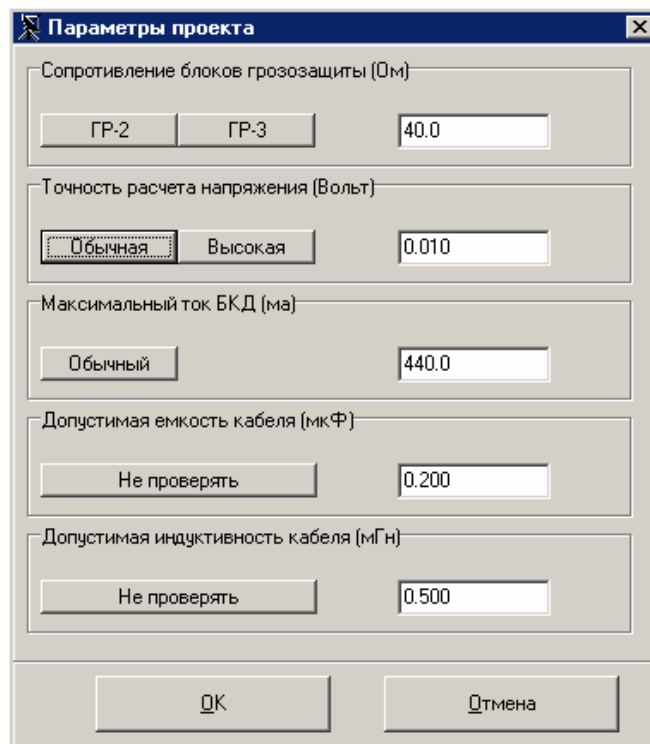 Параметры проекта
Сопротивление блоков грозозащиты (Ом)
ГР-2 ГР-3 40.0
Точность расчета напряжения (Вольт)
Обычная Высокая 0.010
Максимальный ток БКД (ма)
Обычный 440.0
Допустимая емкость кабеля (мкФ)
Не проверять 0.200
Допустимая индуктивность кабеля (мГн)
Не проверять 0.500
OK Отмена